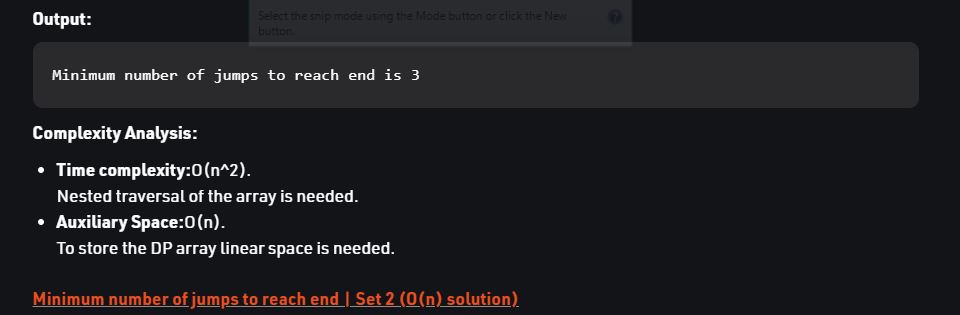 Output:
Select the snip mode using the Mode button or click the New
button.
?
Minimum number of jumps to reach end is 3
Complexity Analysis:
• Time complexity:O(n^2).
Nested traversal of the array is needed.
• Auxiliary Space:O(n).
To store the DP array linear space is needed.
Minimum number of jumps to reach end | Set 2 (O(n) solution)